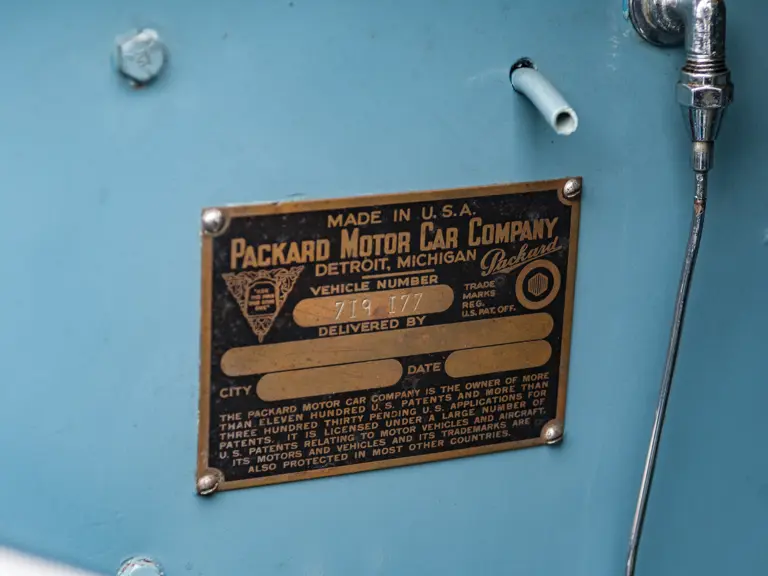 MADE IN U.S.A.
PACKARD MOTOR CAR COMPANY
DETROIT, MICHIGAN
Packard
VEHICLE NUMBER
719 177
TRADE
MARKS
REG.
U.S. PAT. OFF.
DELIVERED BY
CITY DATE
THE PACKARD MOTOR CAR COMPANY IS THE OWNER OF MORE
THAN ELEVEN HUNDRED U.S. PATENTS AND MORE THAN
THREE HUNDRED THIRTY PENDING U.S. APPLICATIONS FOR
PATENTS. IT IS LICENSED UNDER A LARGE NUMBER OF
U.S. PATENTS RELATING TO MOTOR VEHICLES AND AIRCRAFT.
ITS MOTORS AND VEHICLES AND ITS TRADEMARKS ARE
ALSO PROTECTED IN MOST OTHER COUNTRIES.